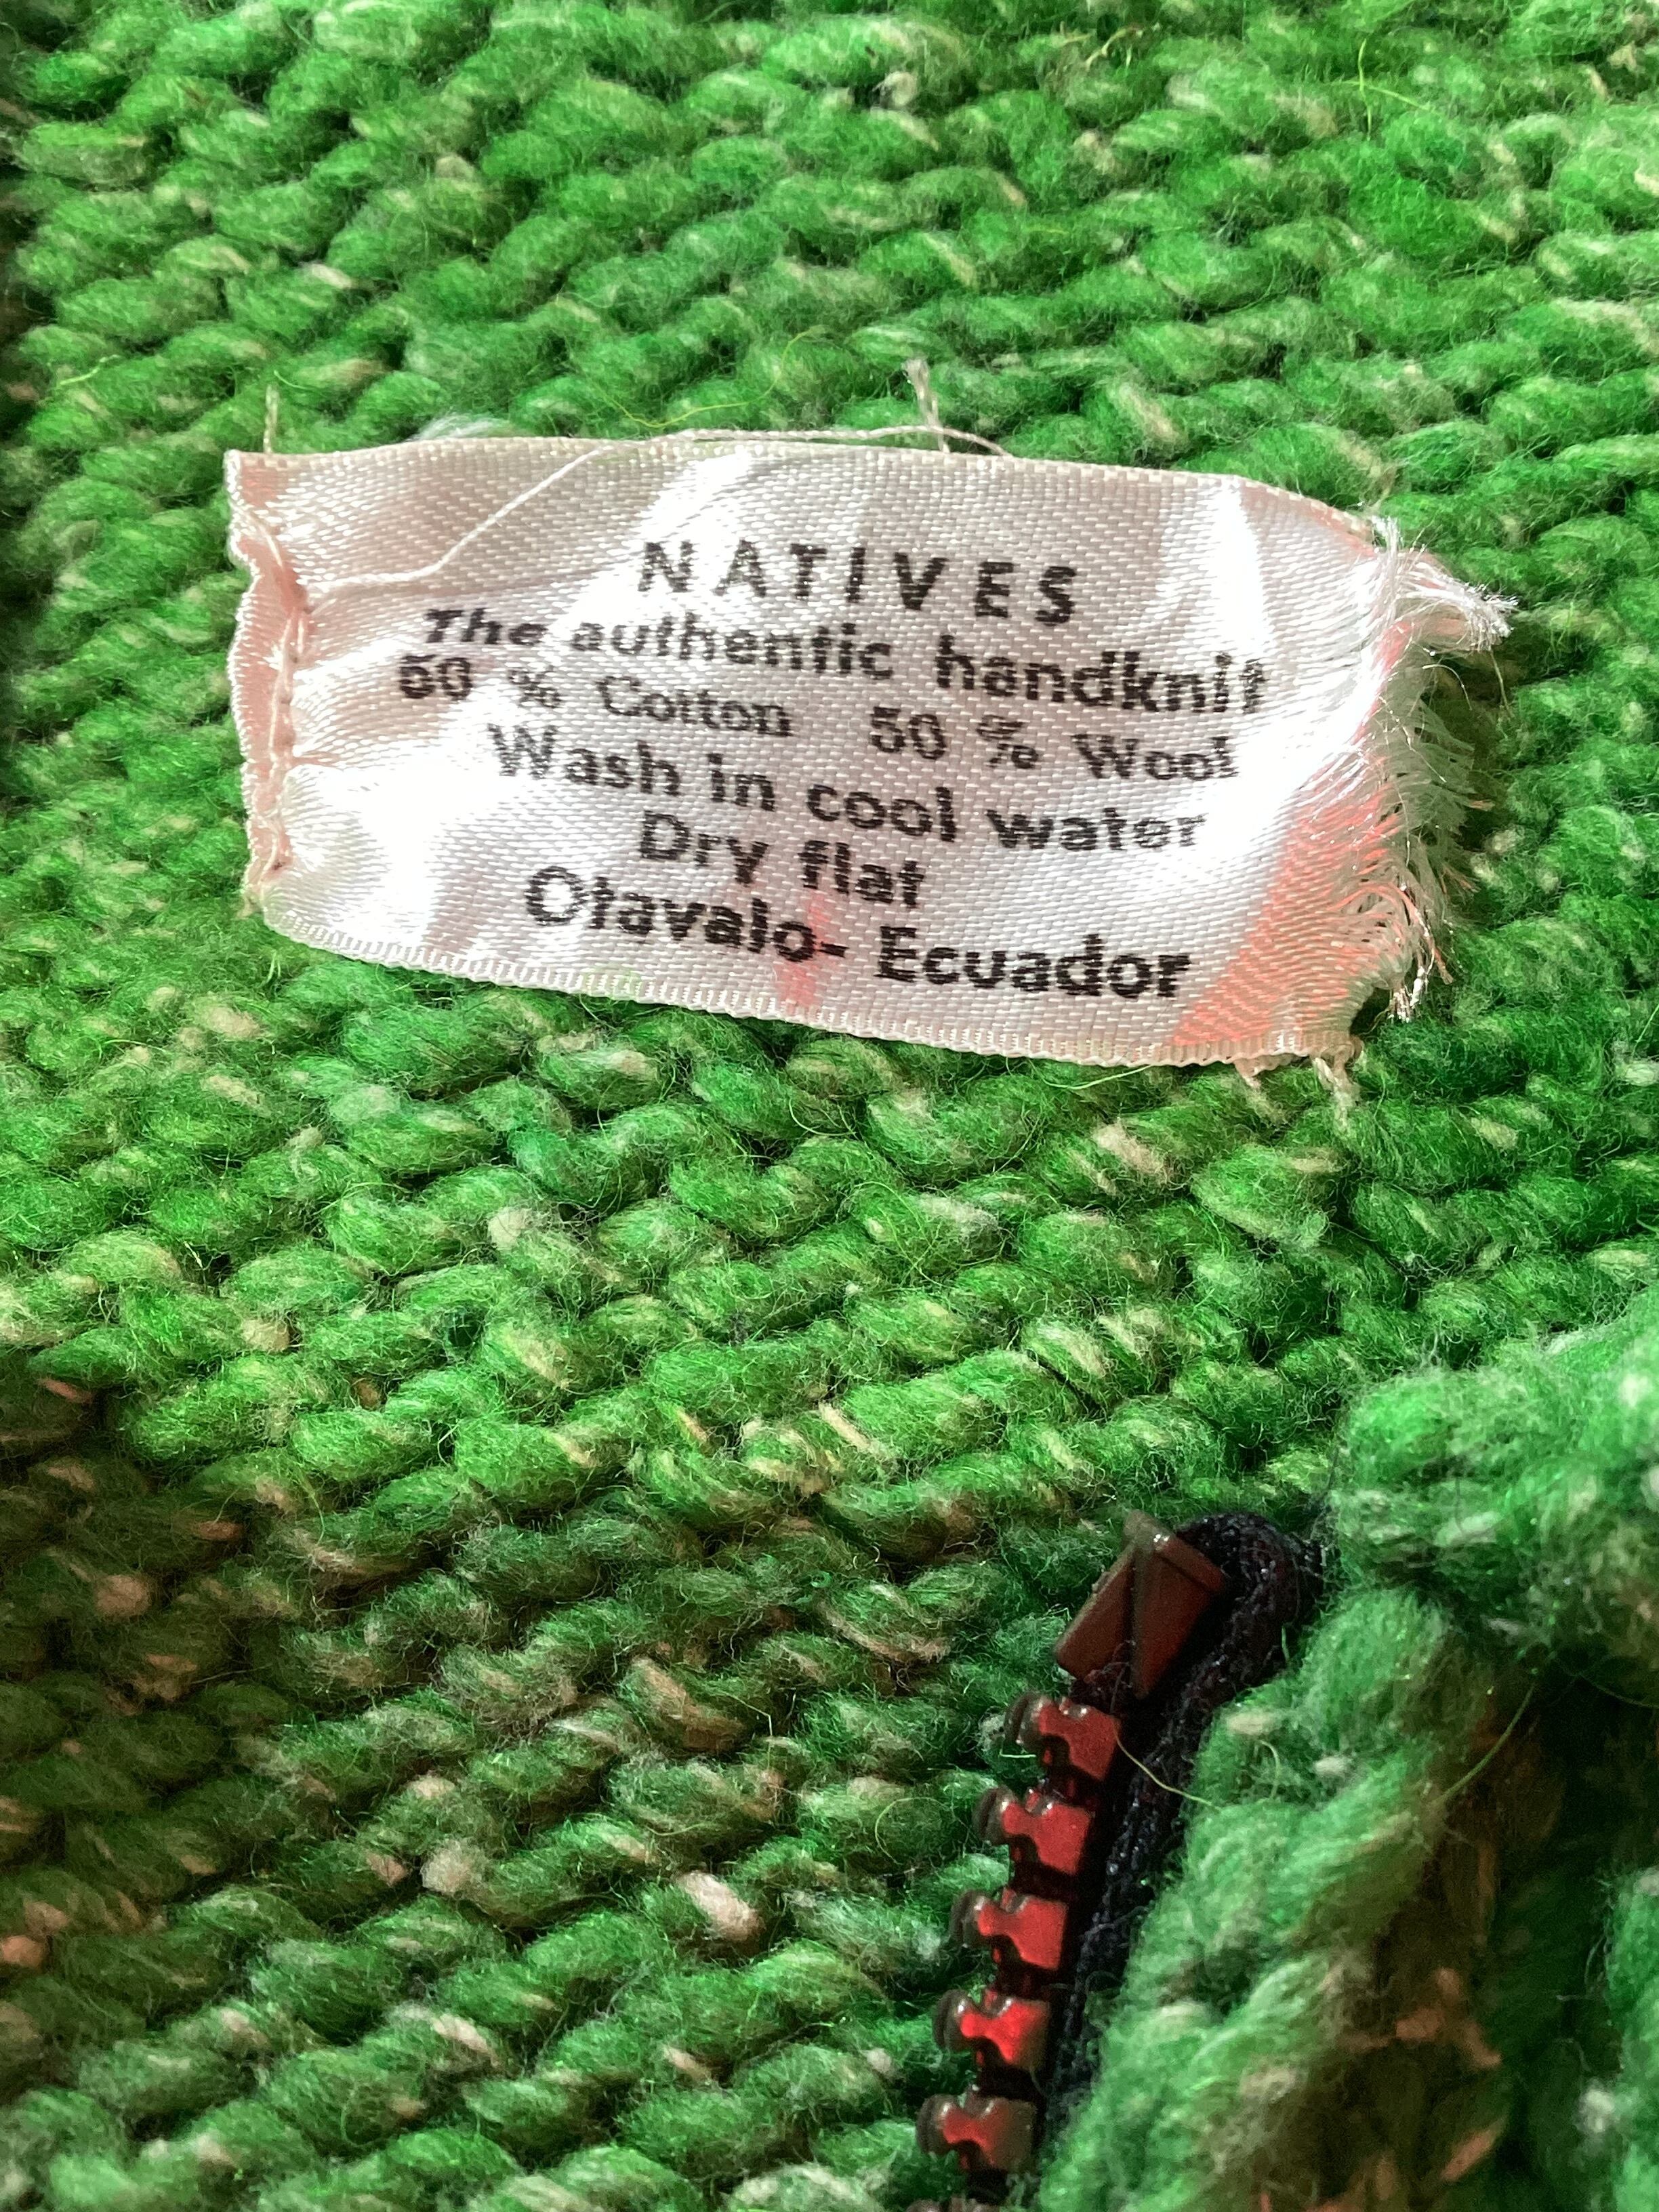 NATIVES
The authentic handknit
50 % Cotton 50 % Wool
Wash in cool water
Dry flat
Otavalo- Ecuador